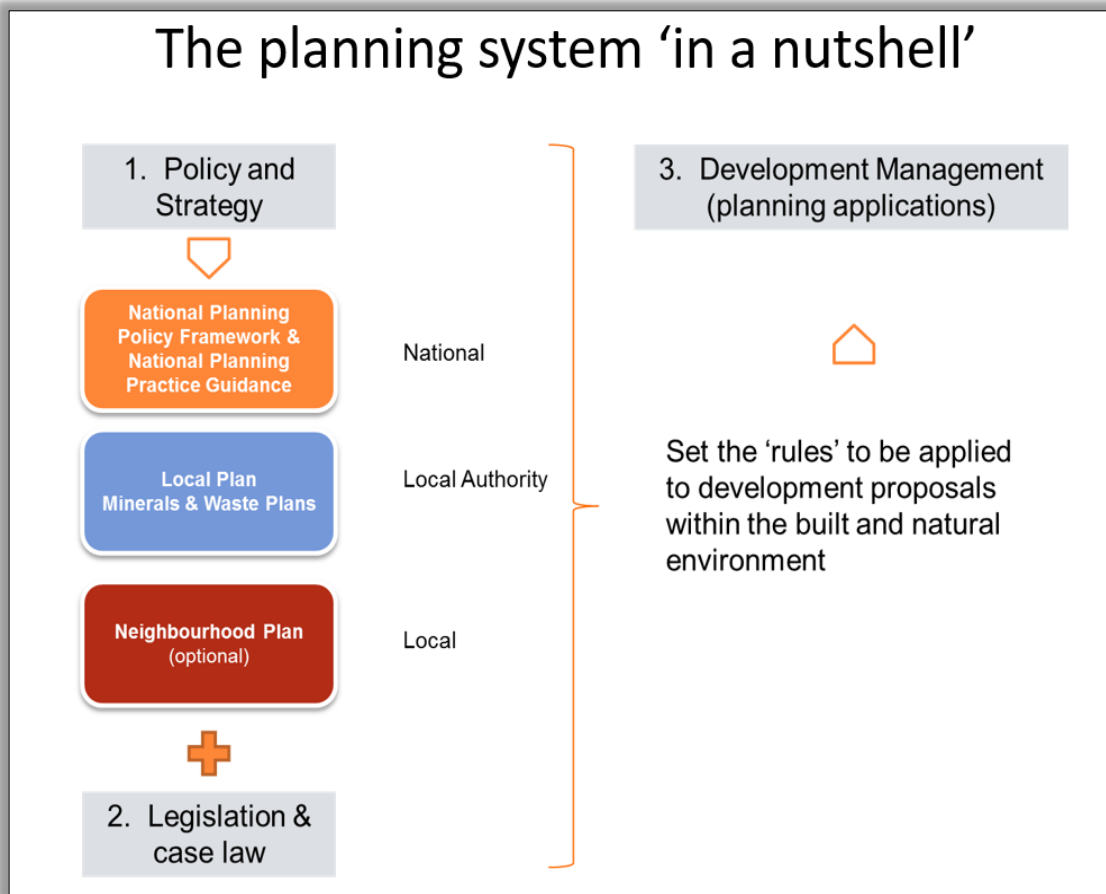 The planning system ‘in a nutshell’
1. Policy and
Strategy
National Planning
Policy Framework &
National Planning
Practice Guidance
National
Local Plan
Minerals & Waste Plans
Local Authority
Neighbourhood Plan
(optional)
Local
2. Legislation &
case law
3. Development Management
(planning applications)
Set the ‘rules’ to be applied
to development proposals
within the built and natural
environment